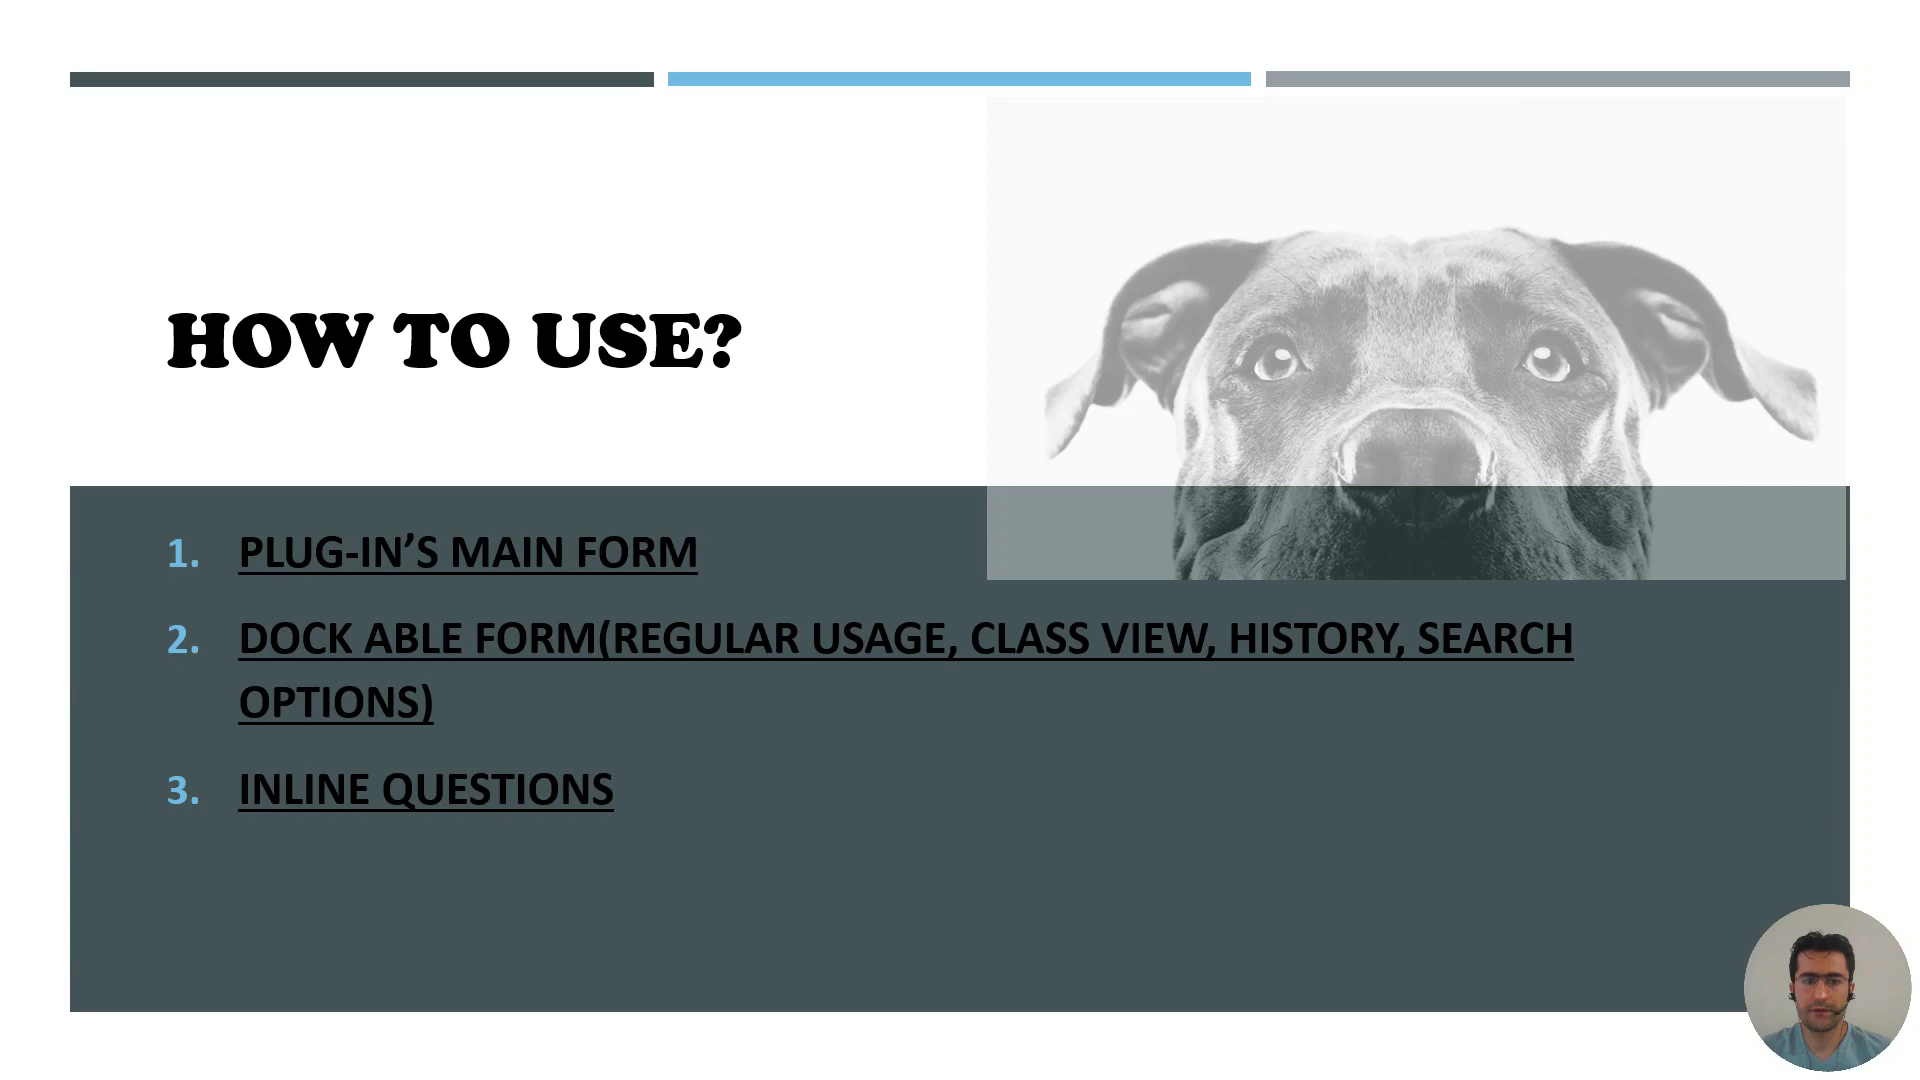 HOW TO USE?
1. PLUG-IN’S MAIN FORM
2. DOCK ABLE FORM(REGULAR USAGE, CLASS VIEW, HISTORY, SEARCH
OPTIONS)
3. INLINE QUESTIONS